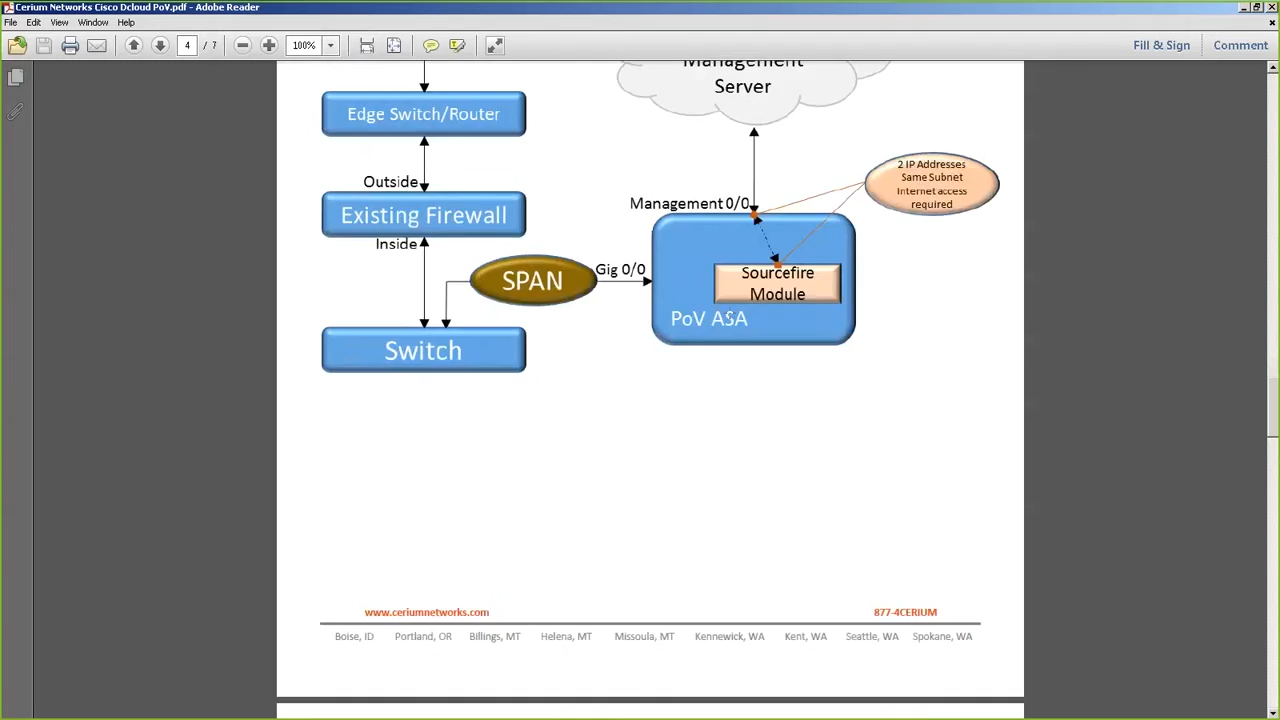 Cerium Networks Cisco Dcloud PoV.pdf - Adobe Reader
File Edit View Window Help
4 / 7 100% Fill & Sign Comment
Management
Server
Edge Switch/Router
2 IP Addresses
Same Subnet
Internet access
required
Outside
Management 0/0
Existing Firewall
Inside
SPAN
Gig 0/0
Sourcefire
Module
PoV ASA
Switch
www.ceriumnetworks.com 877-4CERIUM
Boise, ID Portland, OR Billings, MT Helena, MT Missoula, MT Kennewick, WA Kent, WA Seattle, WA Spokane, WA